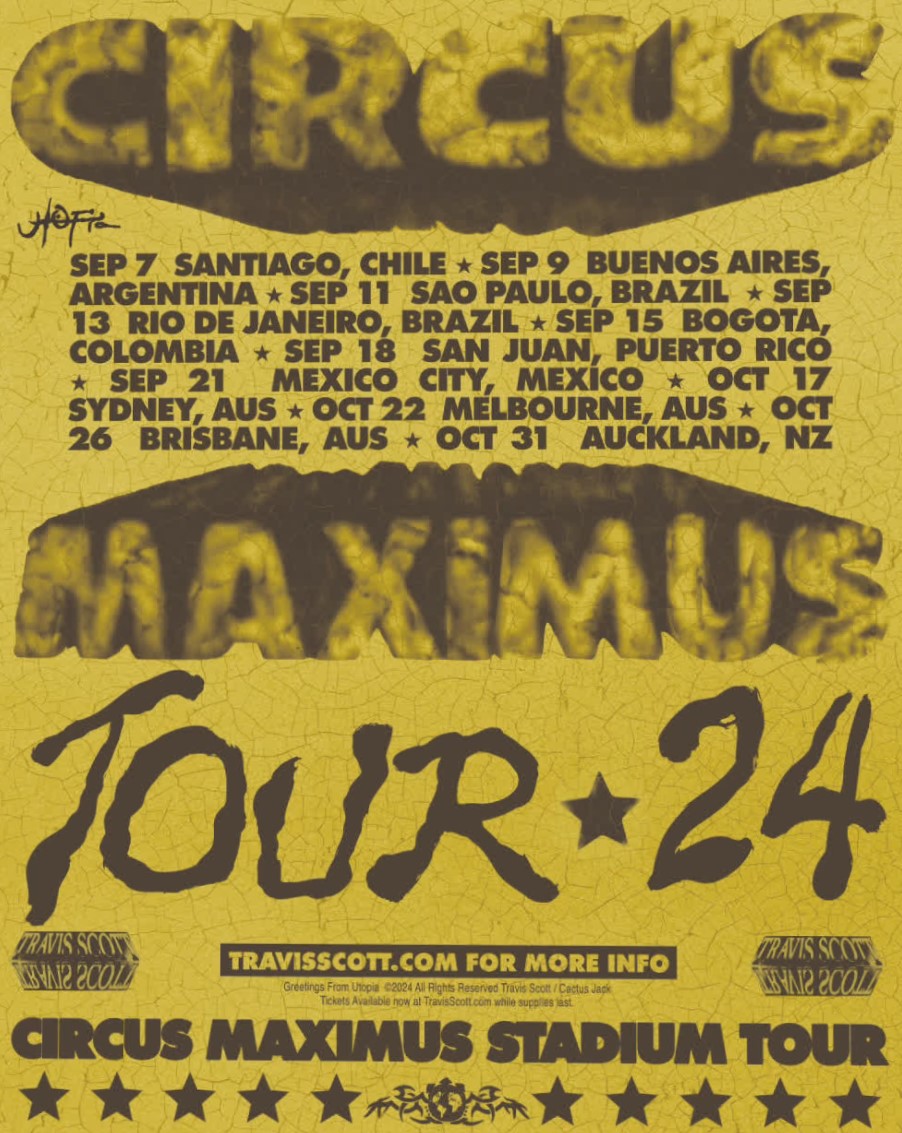 CIRCUS
SEP 7 SANTIAGO, CHILE ★ SEP 9 BUENOS AIRES,
ARGENTINA ★ SEP 11 SAO PAULO, BRAZIL ★ SEP
13 RIO DE JANEIRO, BRAZIL ★ SEP 15 BOGOTA,
COLOMBIA ★ SEP 18 SAN JUAN, PUERTO RICO
★ SEP 21 MEXICO CITY, MEXICO ★ OCT 17
SYDNEY, AUS ★ OCT 22 MELBOURNE, AUS ★ OCT
26 BRISBANE, AUS ★ OCT 31 AUCKLAND, NZ
MAXIMUS
TOUR ★ 24
TRAVIS SCOTT
TRAVIS SCOTT
TRAVISSCOTT.COM FOR MORE INFO
TRAVIS SCOTT
TRAVIS SCOTT
Greetings From Utopia ©2024 All Rights Reserved Travis Scott / Cactus Jack
Tickets Available now at TravisScott.com while supplies last.
CIRCUS MAXIMUS STADIUM TOUR